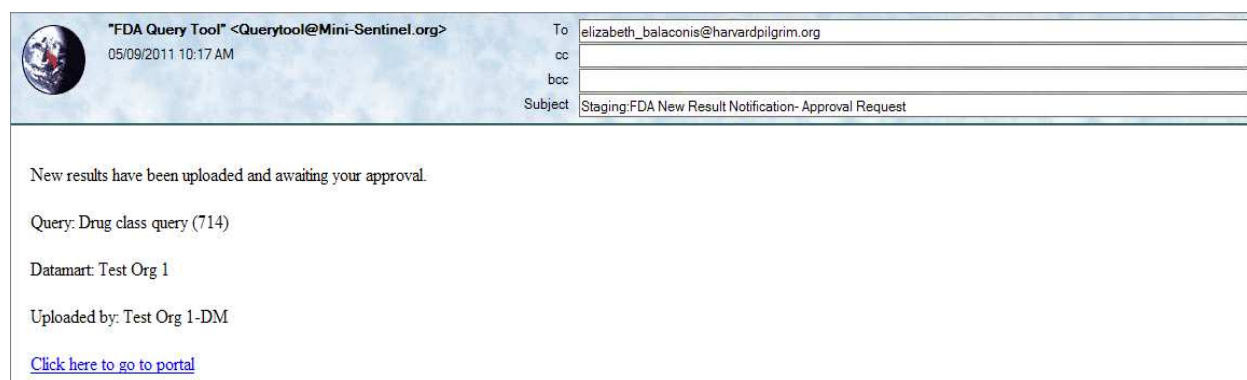 "FDA Query Tool" <Querytool@Mini-Sentinel.org>
05/09/2011 10:17 AM
To elizabeth_balaconis@harvardpilgrim.org
cc
bcc
Subject Staging:FDA New Result Notification- Approval Request
New results have been uploaded and awaiting your approval.
Query: Drug class query (714)
Datamart: Test Org 1
Uploaded by: Test Org 1-DM
Click here to go to portal